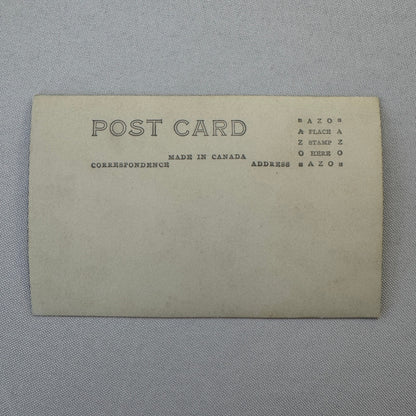 POST CARD
MADE IN CANADA
CORRESPONDENCE
ADDRESS
AZO
A PLACE A
Z STAMP Z
O HERE O
AZO